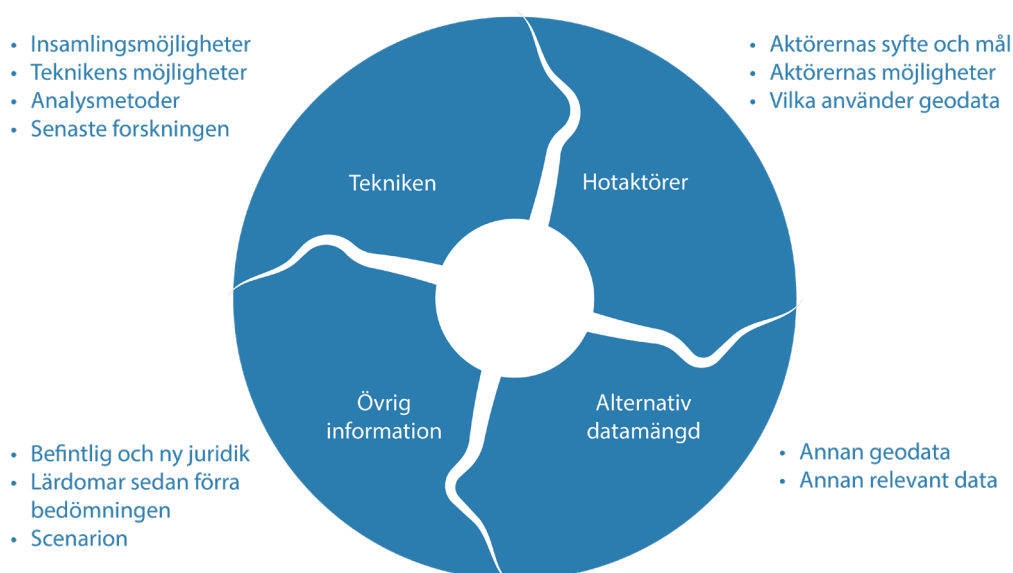 • Insamlingsmöjligheter
• Teknikens möjligheter
• Analysmetoder
• Senaste forskningen
• Aktörernas syfte och mål
• Aktörernas möjligheter
• Vilka använder geodata
Tekniken
Hotaktörer
Övrig
information
Alternativ
datamängd
• Befintlig och ny juridik
• Lärdomar sedan förra
bedömningen
• Scenarion
• Annan geodata
• Annan relevant data